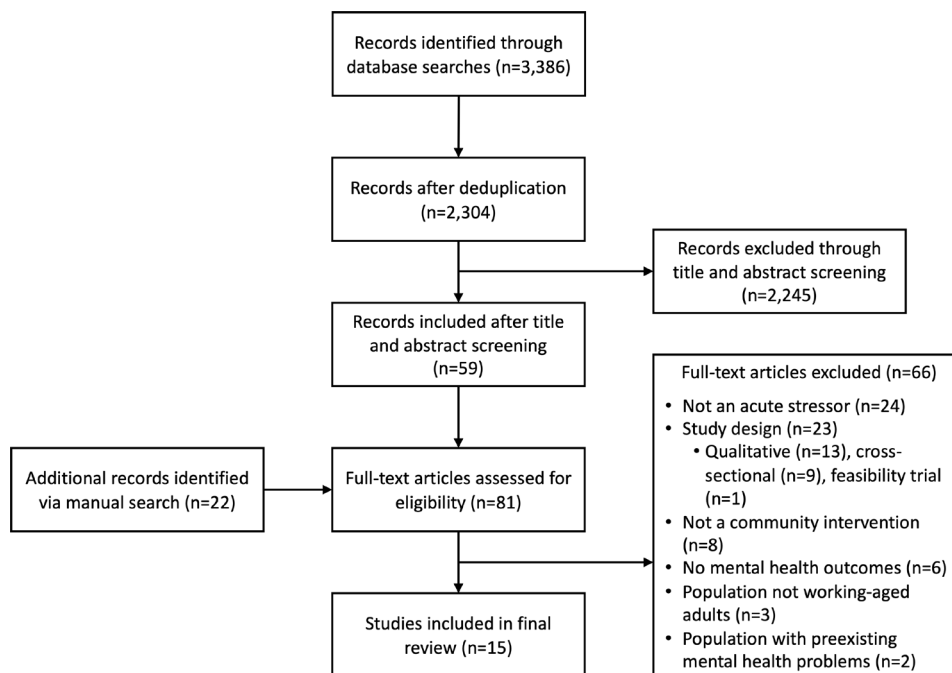 Records identified through
database searches (n=3,386)
Records after deduplication
(n=2,304)
Records excluded through
title and abstract screening
(n=2,245)
Records included after title
and abstract screening
(n=59)
Additional records identified
via manual search (n=22)
Full-text articles assessed for
eligibility (n=81)
Full-text articles excluded (n=66)
• Not an acute stressor (n=24)
• Study design (n=23)
• Qualitative (n=13), cross-
sectional (n=9), feasibility trial
(n=1)
• Not a community intervention
(n=8)
• No mental health outcomes (n=6)
• Population not working-aged
adults (n=3)
• Population with preexisting
mental health problems (n=2)
Studies included in final
review (n=15)